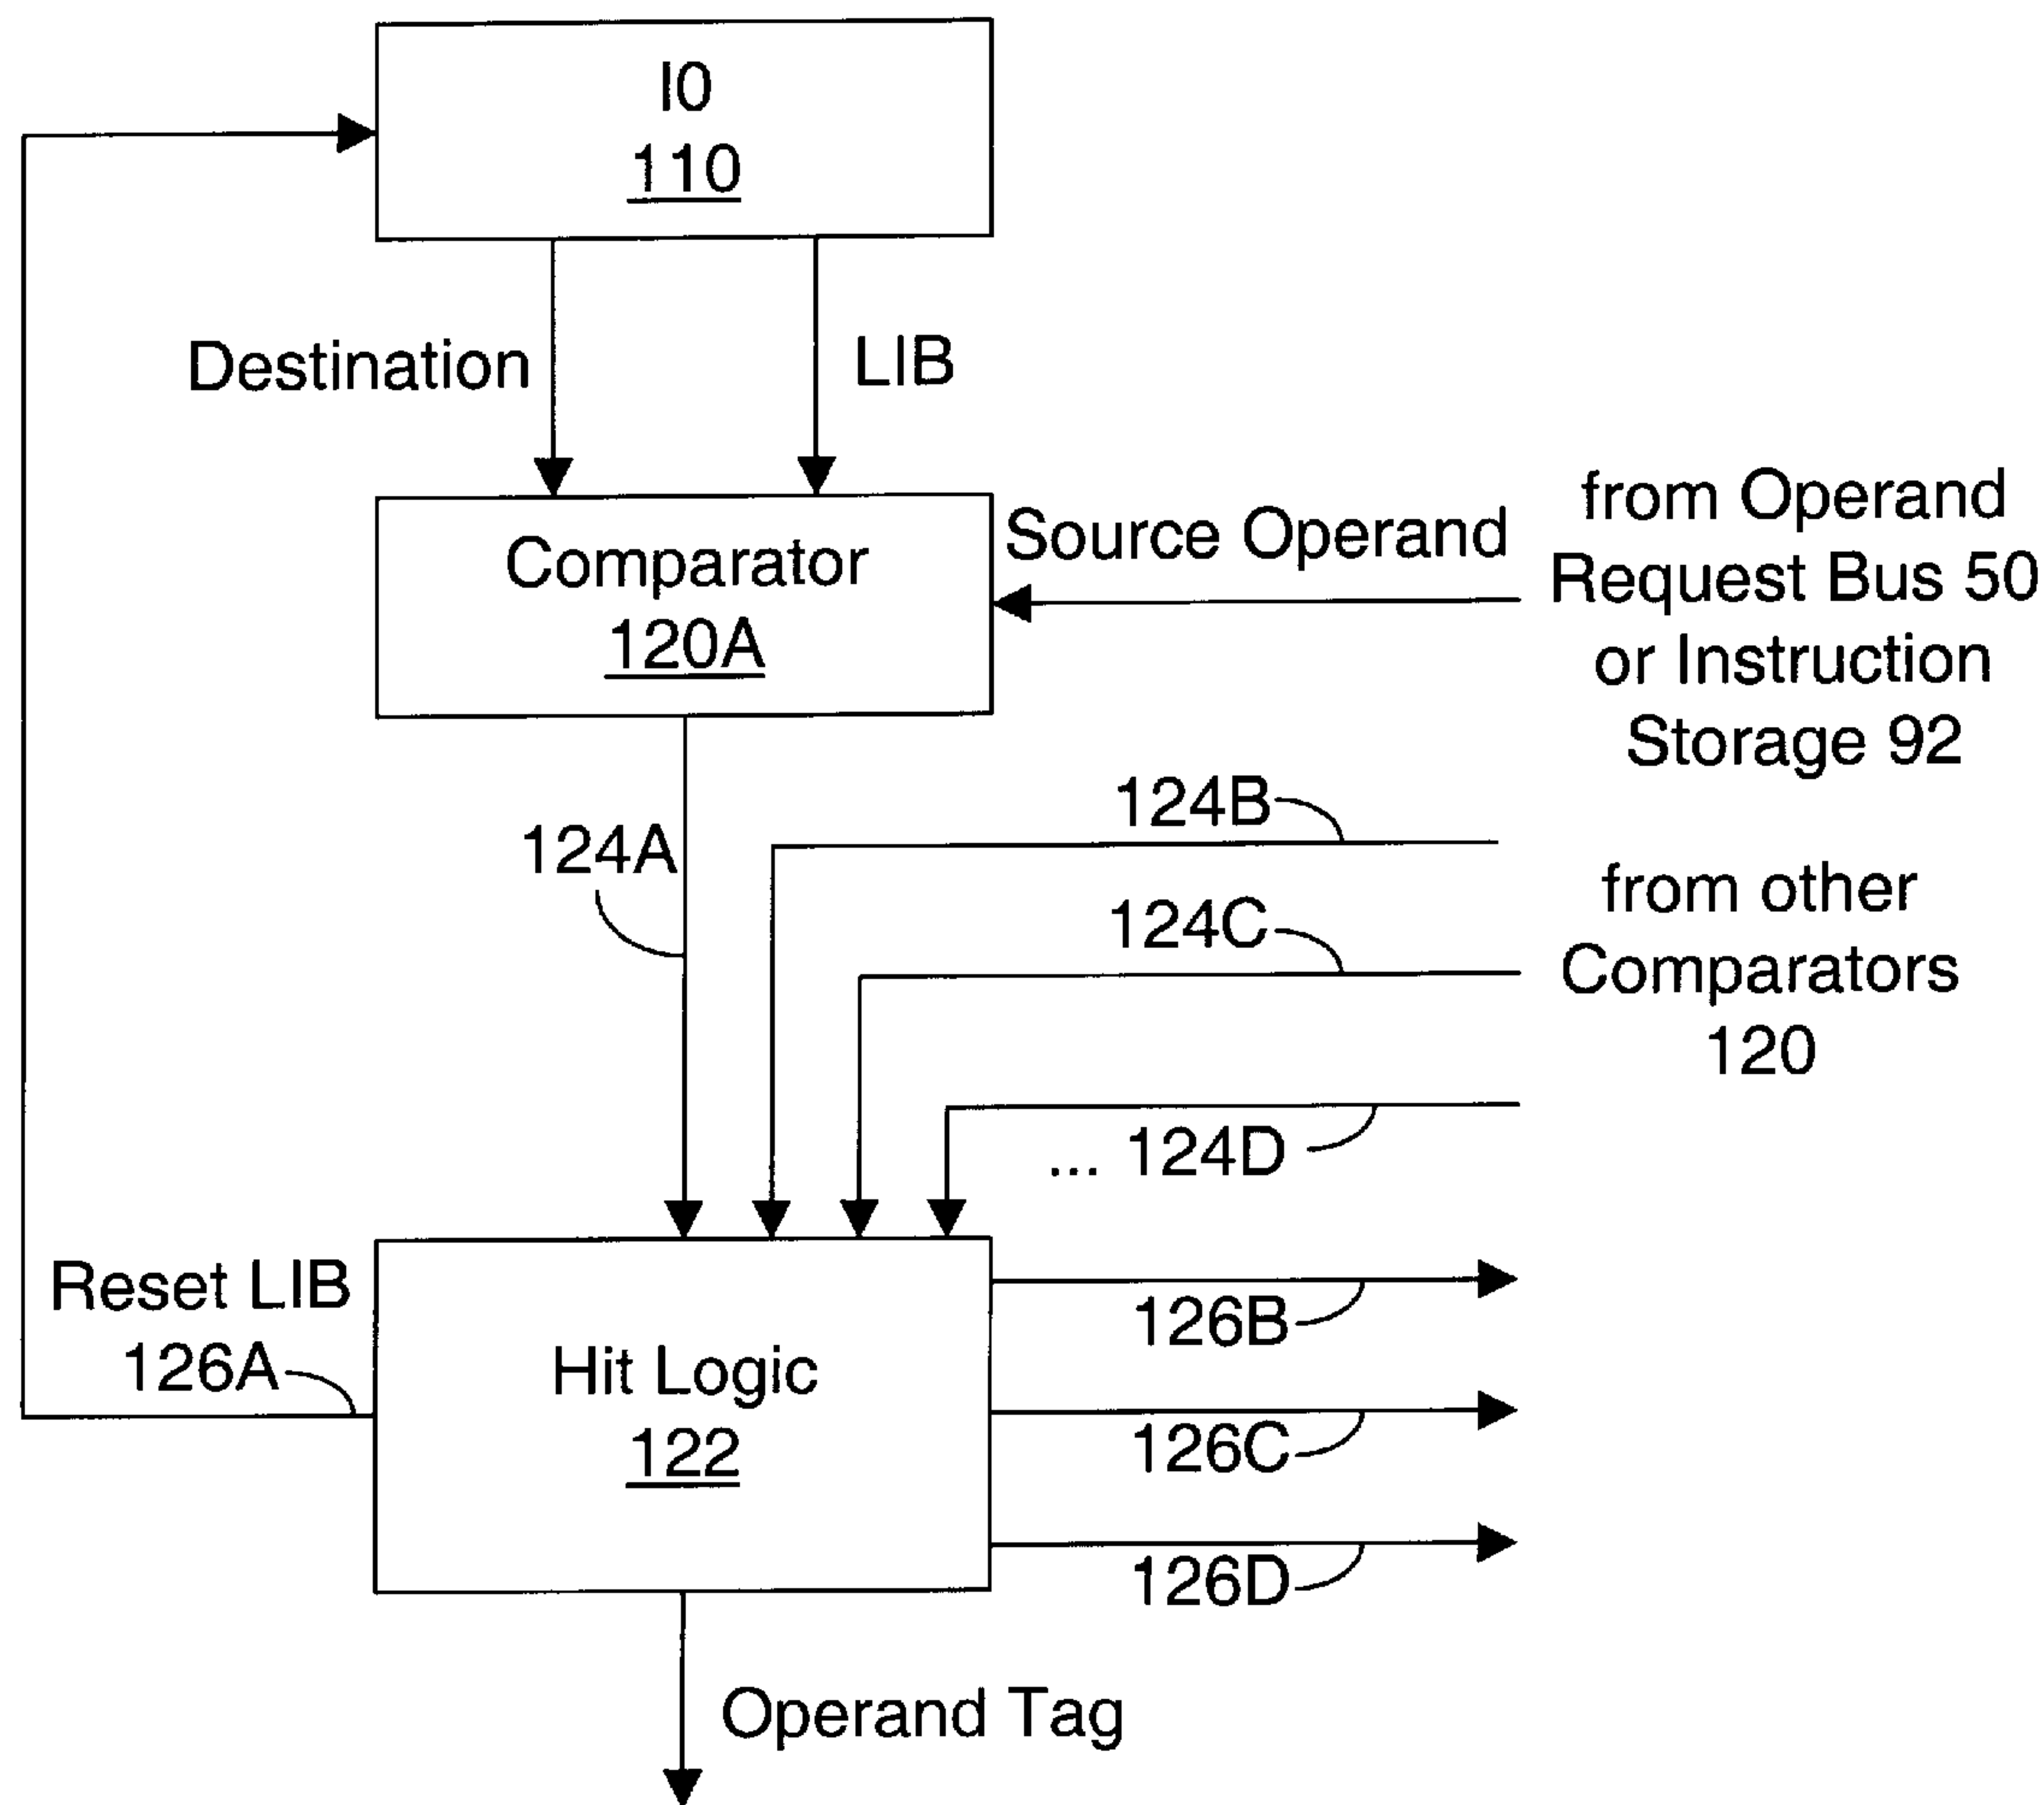 I0
110
Destination
LIB
Comparator
120A
Source Operand
from Operand
Request Bus 50
or Instruction
Storage 92
124B
124A
124C
from other
Comparators
120
... 124D
Reset LIB
126A
Hit Logic
122
126B
126C
126D
Operand Tag